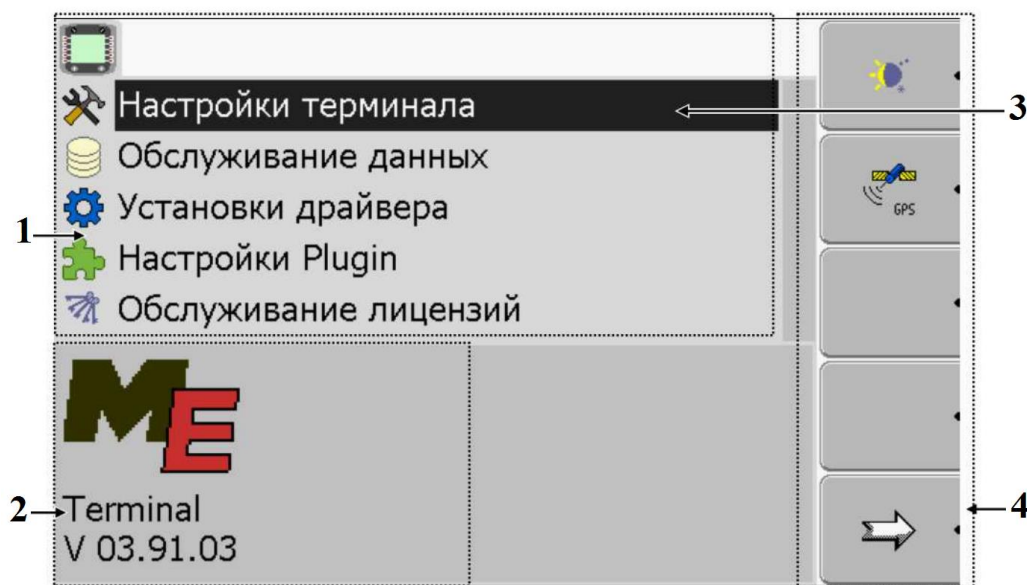 Настройки терминала
3
Обслуживание данных
GPS
Установки драйвера
1
Настройки Plugin
Обслуживание лицензий
ME
2
Terminal
4
V 03.91.03